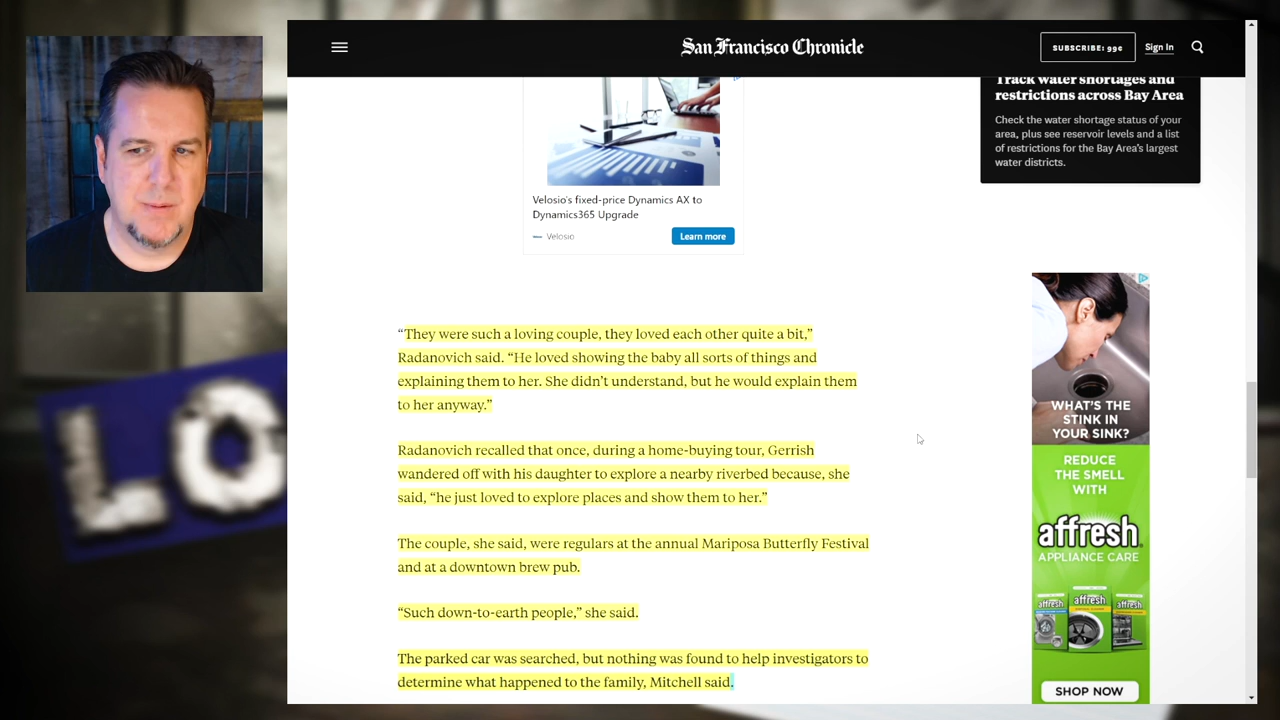 San Francisco Chronicle
SUBSCRIBE: 99¢
Sign In
Track water shortages and
restrictions across Bay Area
Check the water shortage status of your
area, plus see reservoir levels and a list
of restrictions for the Bay Area's largest
water districts.
Velosio's fixed-price Dynamics AX to
Dynamics365 Upgrade
Velosio
Learn more
“They were such a loving couple, they loved each other quite a bit,”
Radanovich said. “He loved showing the baby all sorts of things and
explaining them to her. She didn’t understand, but he would explain them
to her anyway.”
Radanovich recalled that once, during a home-buying tour, Gerrish
wandered off with his daughter to explore a nearby riverbed because, she
said, “he just loved to explore places and show them to her.”
The couple, she said, were regulars at the annual Mariposa Butterfly Festival
and at a downtown brew pub.
“Such down-to-earth people,” she said.
The parked car was searched, but nothing was found to help investigators to
determine what happened to the family, Mitchell said.
WHAT'S THE
STINK IN
YOUR SINK?
REDUCE
THE SMELL
WITH
affresh
APPLIANCE CARE
affresh
affresh
affresh
SHOP NOW
LO